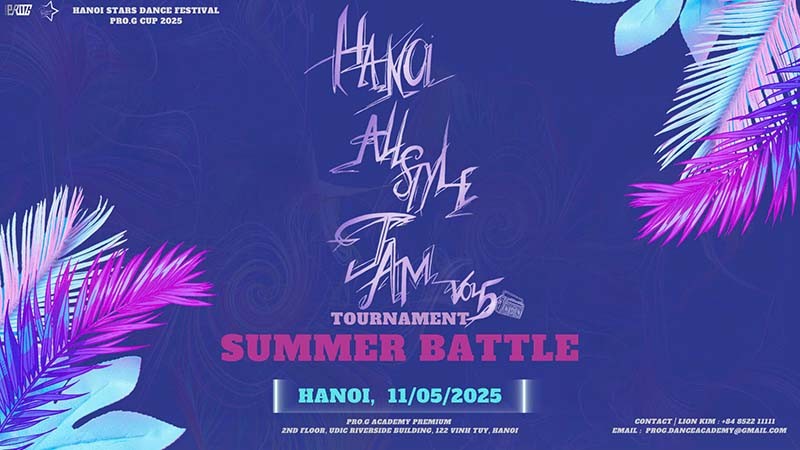 HANOI STARS DANCE FESTIVAL
PRO.G CUP 2025
HANOI
ALL
STYLE
JAM
VOL5
TOURNAMENT
SUMMER BATTLE
HANOI, 11/05/2025
PRO.G ACADEMY PREMIUM
2ND FLOOR, UDIC RIVERSIDE BUILDING, 122 VINH TUY, HANOI
CONTACT | LION KIM : +84 8522 11111
EMAIL : PROG.DANCEACADEMY@GMAIL.COM